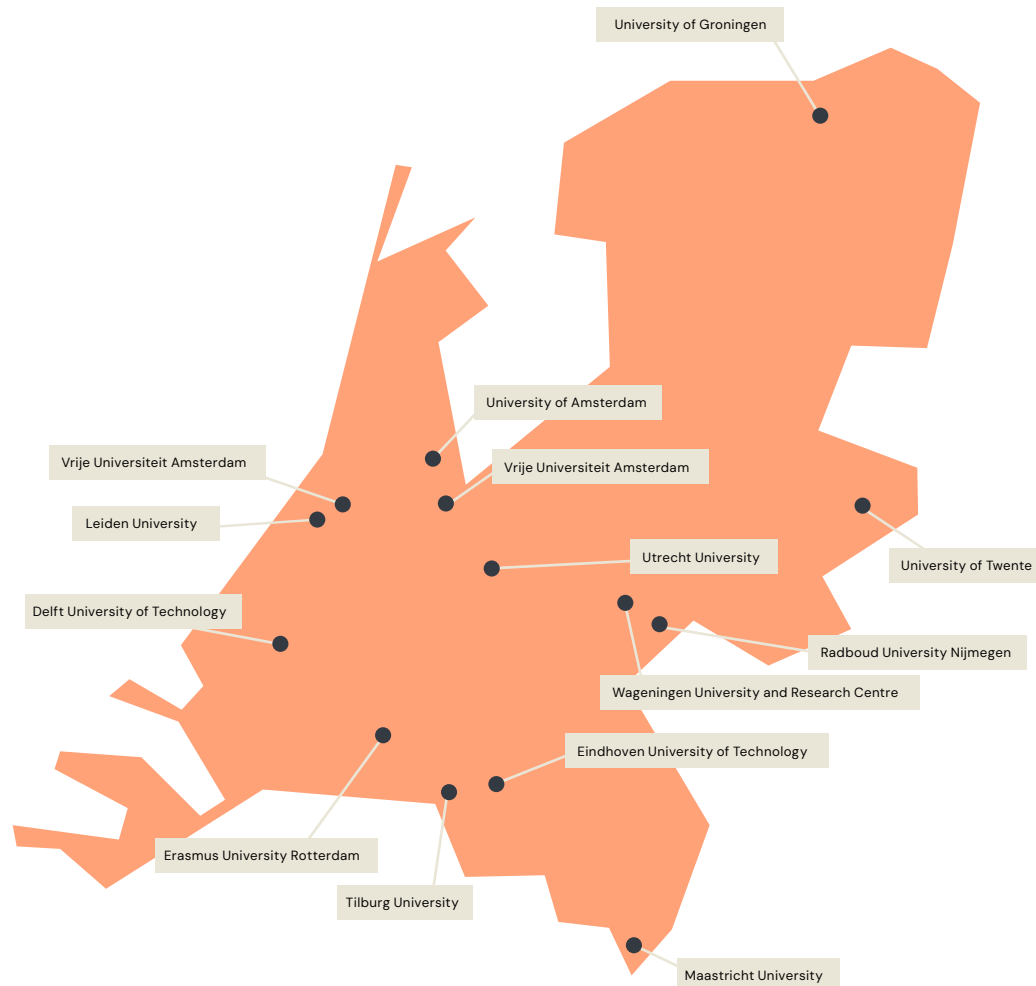 University of Groningen
University of Amsterdam
Vrije Universiteit Amsterdam
Vrije Universiteit Amsterdam
Leiden University
Utrecht University
University of Twente
Delft University of Technology
Radboud University Nijmegen
Wageningen University and Research Centre
Eindhoven University of Technology
Erasmus University Rotterdam
Tilburg University
Maastricht University